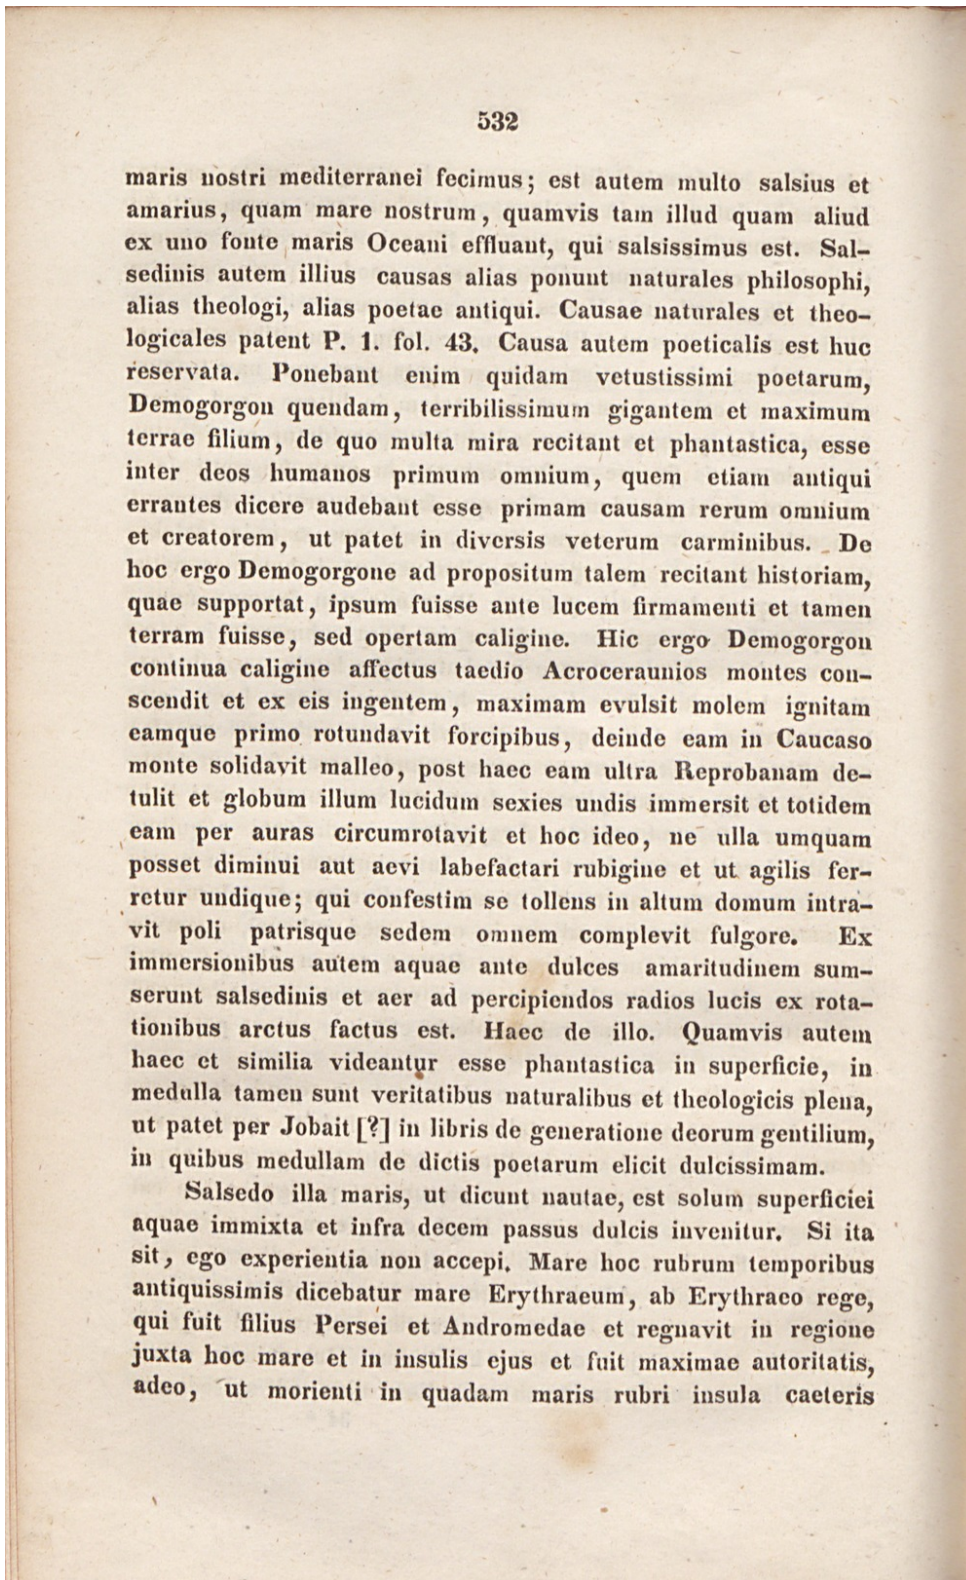 532
maris nostri mediterranei fecimus; est autem multo salsius et
amarius, quam mare nostrum, quamvis tam illud quam aliud
ex uno fonte maris Oceani effluant, qui salsissimus est. Sal-
sedinis autem illius causas alias ponunt naturales philosophi,
alias theologi, alias poetae antiqui. Causae naturales et theo-
logicales patent P. 1. fol. 43. Causa autem poeticalis est huc
reservata. Ponebant enim quidam vetustissimi poetarum,
Demogorgon quendam, terribilissimum gigantem et maximum
terrae filium, de quo multa mira recitant et phantastica, esse
inter deos humanos primum omnium, quem etiam antiqui
errantes dicere audebant esse primam causam rerum omnium
et creatorem, ut patet in diversis veterum carminibus. De
hoc ergo Demogorgone ad propositum talem recitant historiam,
quae supportat, ipsum fuisse ante lucem firmamenti et tamen
terram fuisse, sed opertam caligine. Hic ergo Demogorgon
continua caligine affectus taedio Acroceraunios montes con-
scendit et ex eis ingentem, maximam evulsit molem ignitam
eamque primo rotundavit forcipibus, deinde eam in Caucaso
monte solidavit malleo, post haec eam ultra Reprobanam de-
tulit et globum illum lucidum sexies undis immersit et totidem
eam per auras circumrotavit et hoc ideo, ne ulla umquam
posset diminui aut aevi labefactari rubigine et ut agilis fer-
retur undique; qui confestim se tollens in altum domum intra-
vit poli patrisque sedem omnem complevit fulgore. Ex
immersionibus autem aquae ante dulces amaritudinem sum-
serunt salsedinis et aer ad percipiendos radios lucis ex rota-
tionibus arctus factus est. Haec de illo. Quamvis autem
haec et similia videantur esse phantastica in superficie, in
medulla tamen sunt veritatibus naturalibus et theologicis plena,
ut patet per Jobait [?] in libris de generatione deorum gentilium,
in quibus medullam de dictis poetarum elicit dulcissimam.
Salsedo illa maris, ut dicunt nautae, est solum superficiei
aquae immixta et infra decem passus dulcis invenitur. Si ita
sit, ego experientia non accepi. Mare hoc rubrum temporibus
antiquissimis dicebatur mare Erythraeum, ab Erythraeo rege,
qui fuit filius Persei et Andromedae et regnavit in regione
juxta hoc mare et in insulis ejus et fuit maximae autoritatis,
adeo, ut morienti in quadam maris rubri insula caeteris